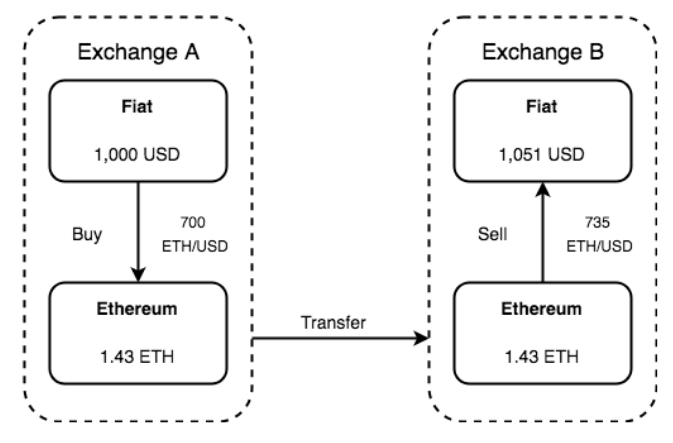 Exchange A
Fiat
1,000 USD
Buy
700
ETH/USD
Ethereum
1.43 ETH
Transfer
Exchange B
Fiat
1,051 USD
Sell
735
ETH/USD
Ethereum
1.43 ETH